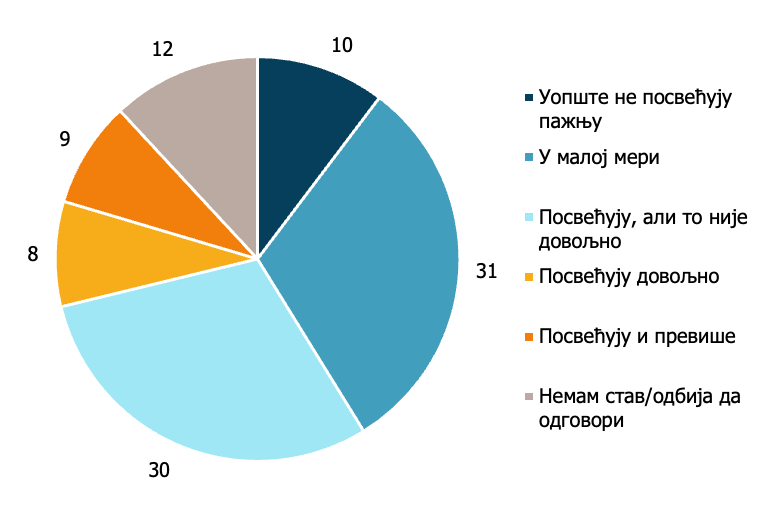 10
12
9
8
31
30
Уопште не посвећују
пажњу
У малој мери
Посвећују, али то није
довољно
Посвећују довољно
Посвећују и превише
Немам став/одбија да
одговори